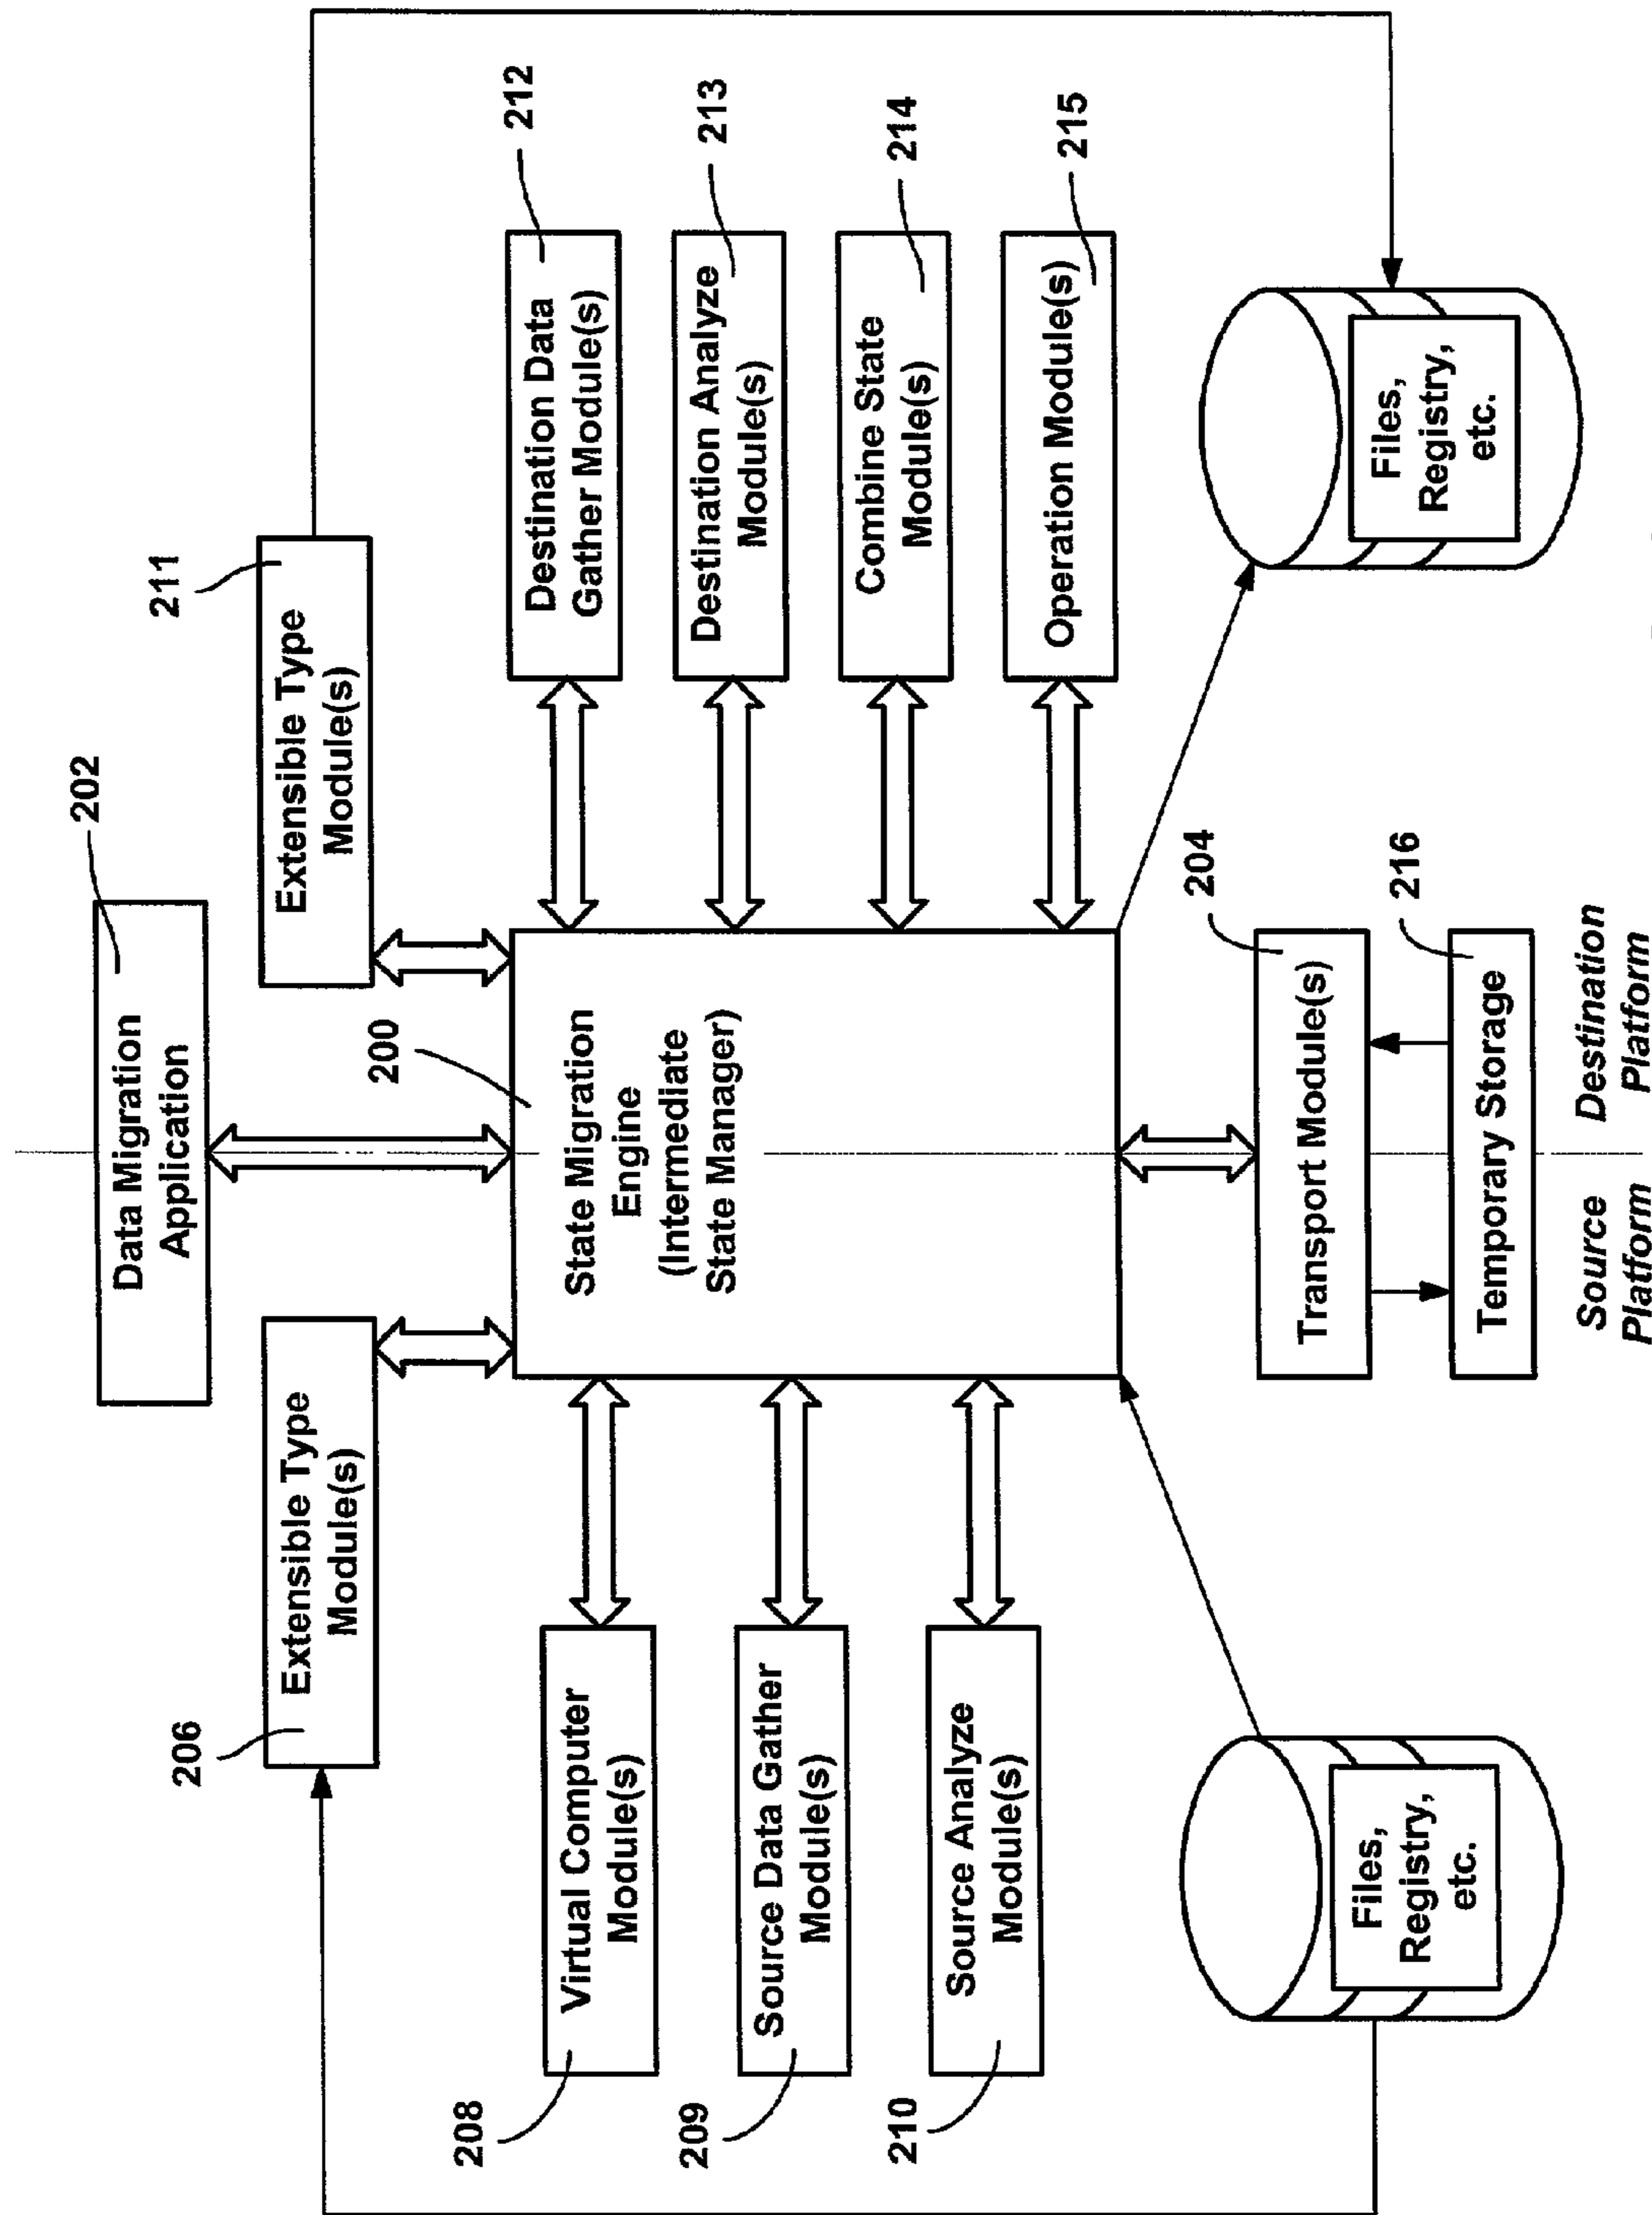 202
Data Migration
Application
206
Extensible Type
Module(s)
211
Extensible Type
Module(s)
200
State Migration
Engine
(Intermediate
State Manager)
208
Virtual Computer
Module(s)
209
Source Data Gather
Module(s)
210
Source Analyze
Module(s)
212
Destination Data
Gather Module(s)
213
Destination Analyze
Module(s)
214
Combine State
Module(s)
215
Operation Module(s)
204
Transport Module(s)
216
Temporary Storage
Files,
Registry,
etc.
Files,
Registry,
etc.
Source
Platform
Destination
Platform